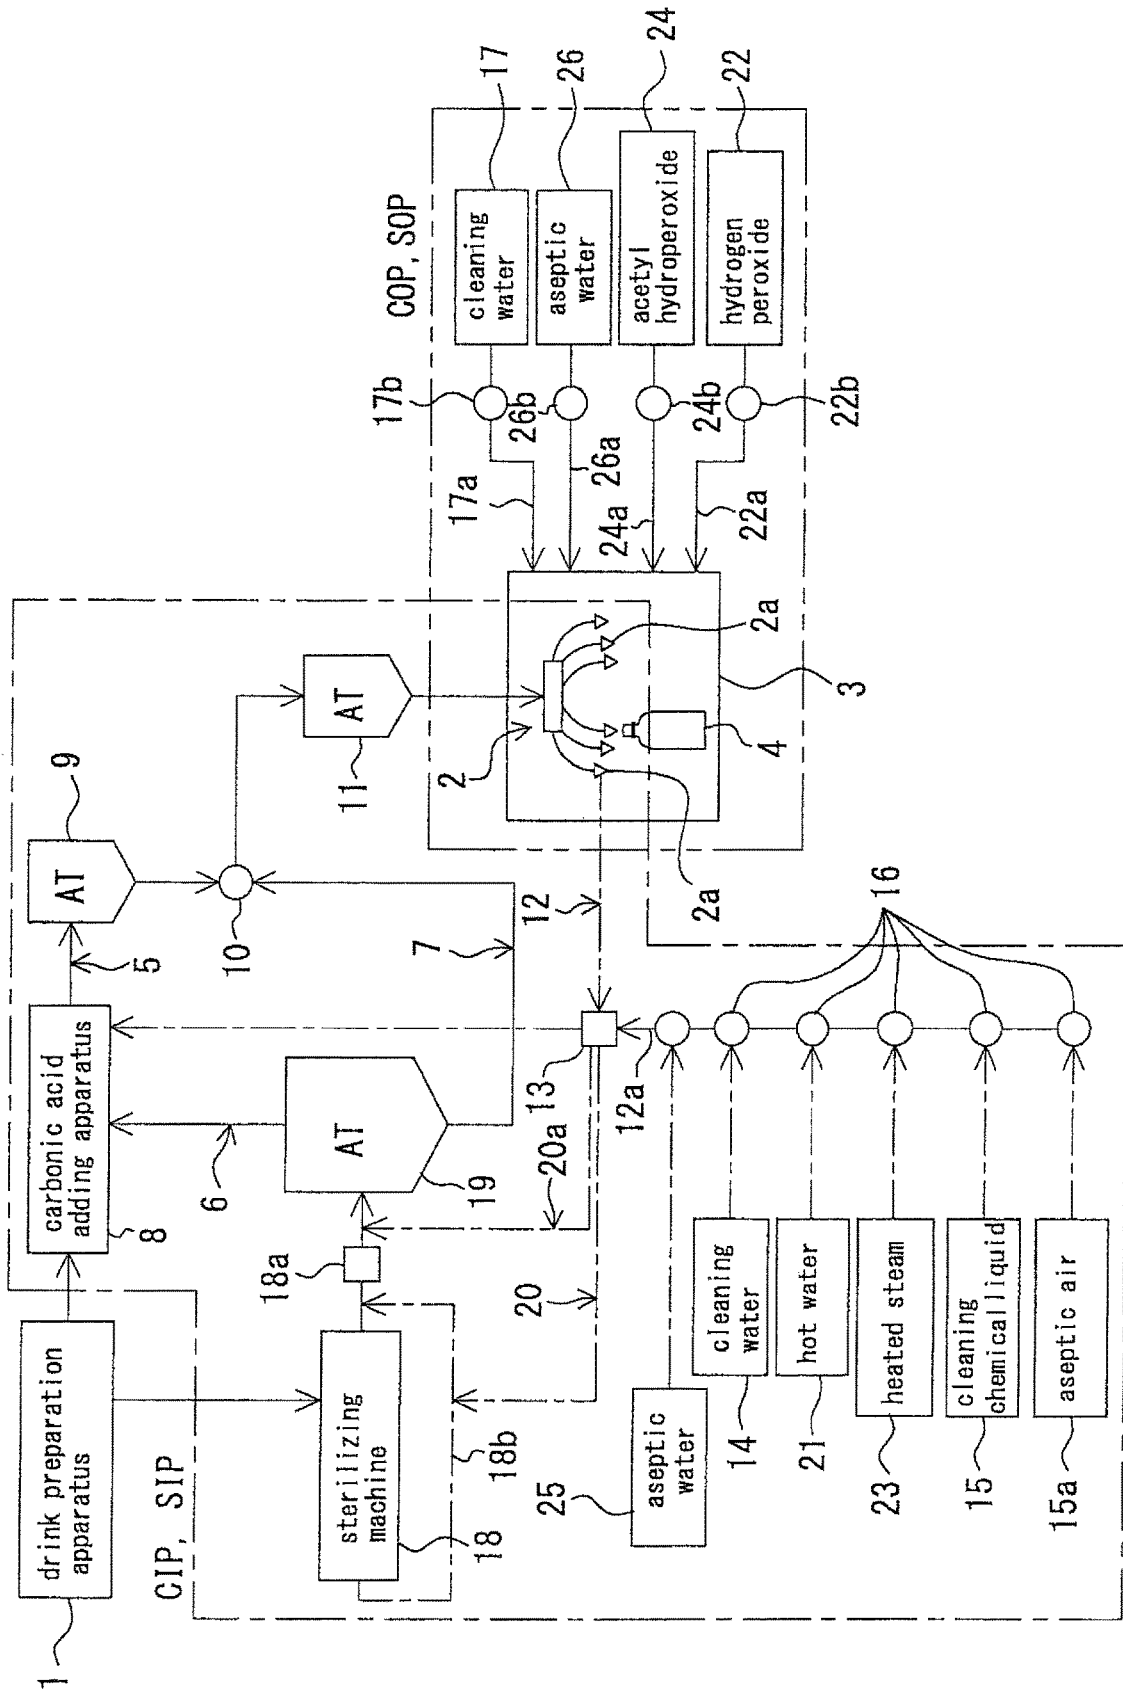 1
drink preparation
apparatus
CIP, SIP
carbonic acid
adding apparatus
8
5
AT
9
10
6
AT
19
7
AT
11
sterilizing
machine
18
18a
18b
20
20a
13
12
12a
2
2a
2a
3
4
COP, SOP
17a
17b
cleaning
water
17
26a
26b
aseptic
water
26
24a
24b
acetyl
hydroperoxide
24
22a
22b
hydrogen
peroxide
22
16
25
aseptic
water
14
cleaning
water
21
hot water
23
heated steam
15
cleaning
chemical liquid
15a
aseptic air